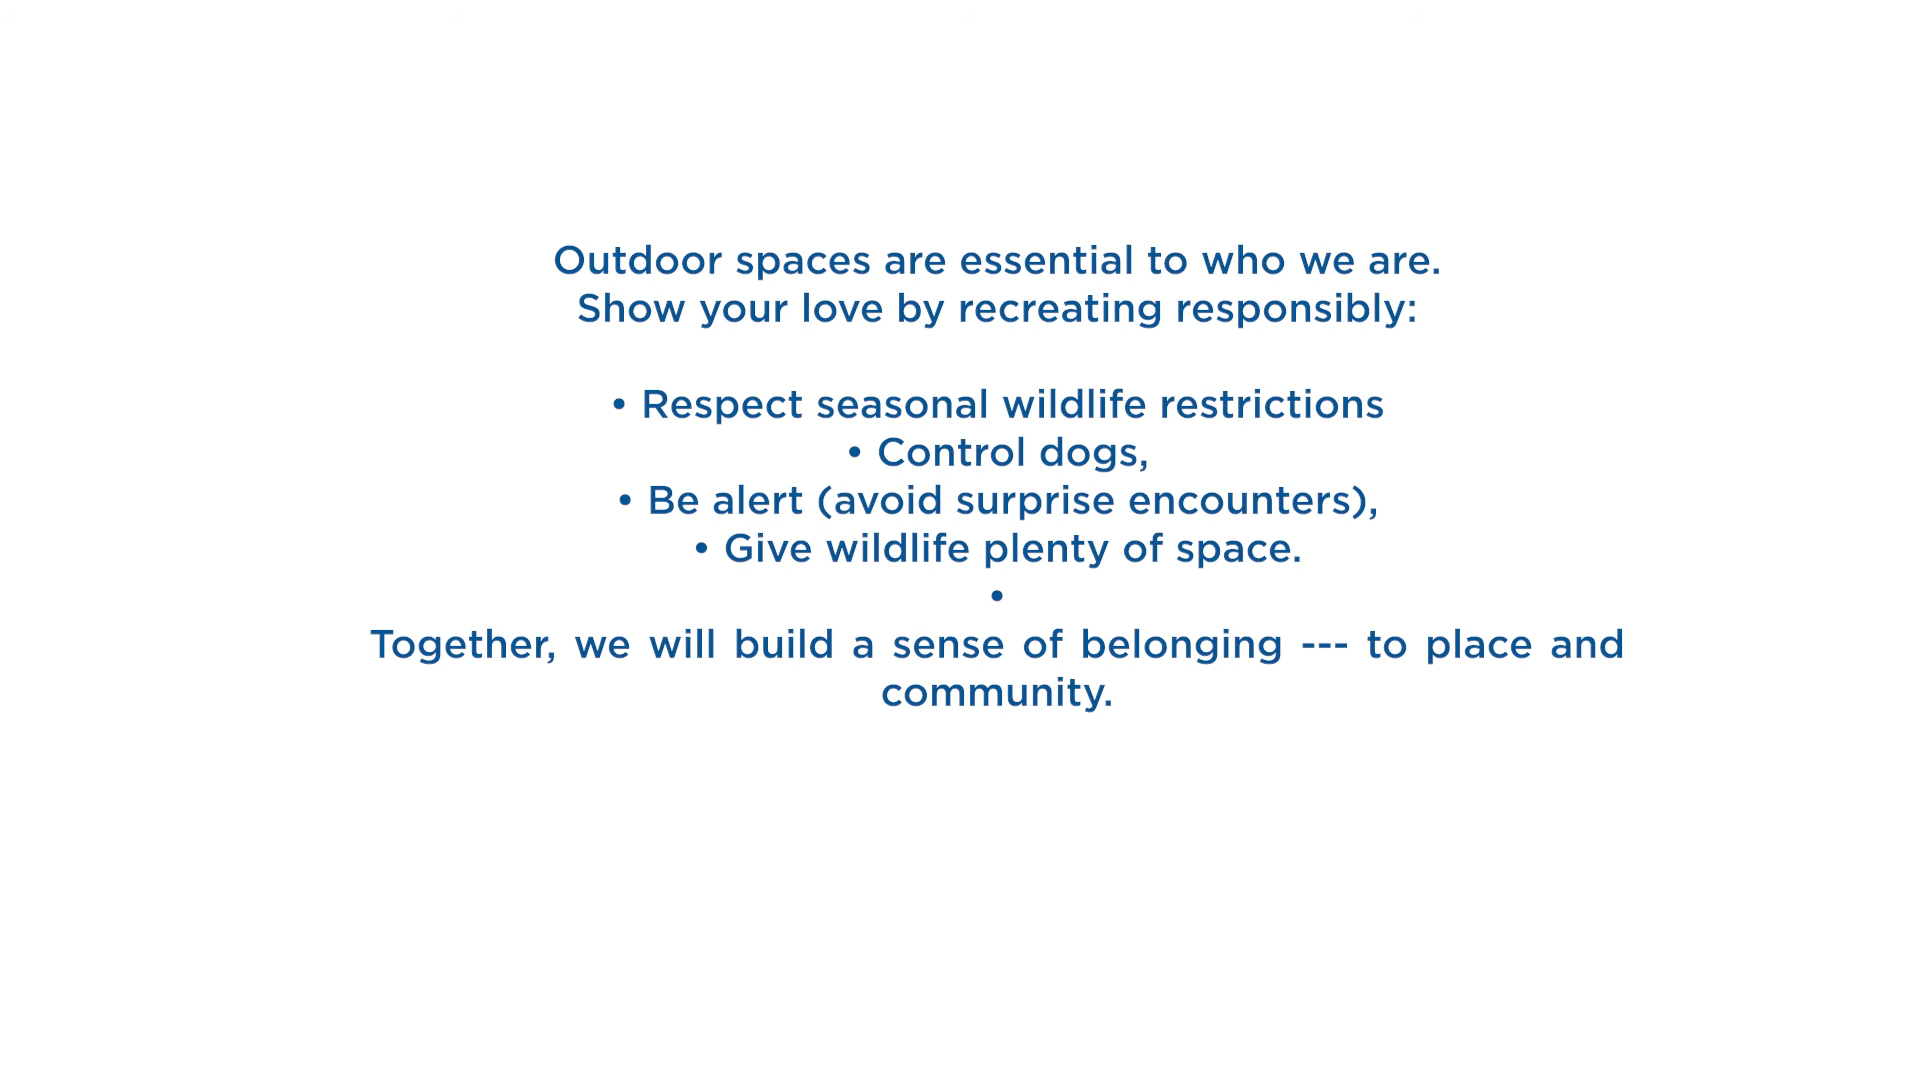 Outdoor spaces are essential to who we are.
Show your love by recreating responsibly:
• Respect seasonal wildlife restrictions
• Control dogs,
• Be alert (avoid surprise encounters),
• Give wildlife plenty of space.
•
Together, we will build a sense of belonging --- to place and
community.